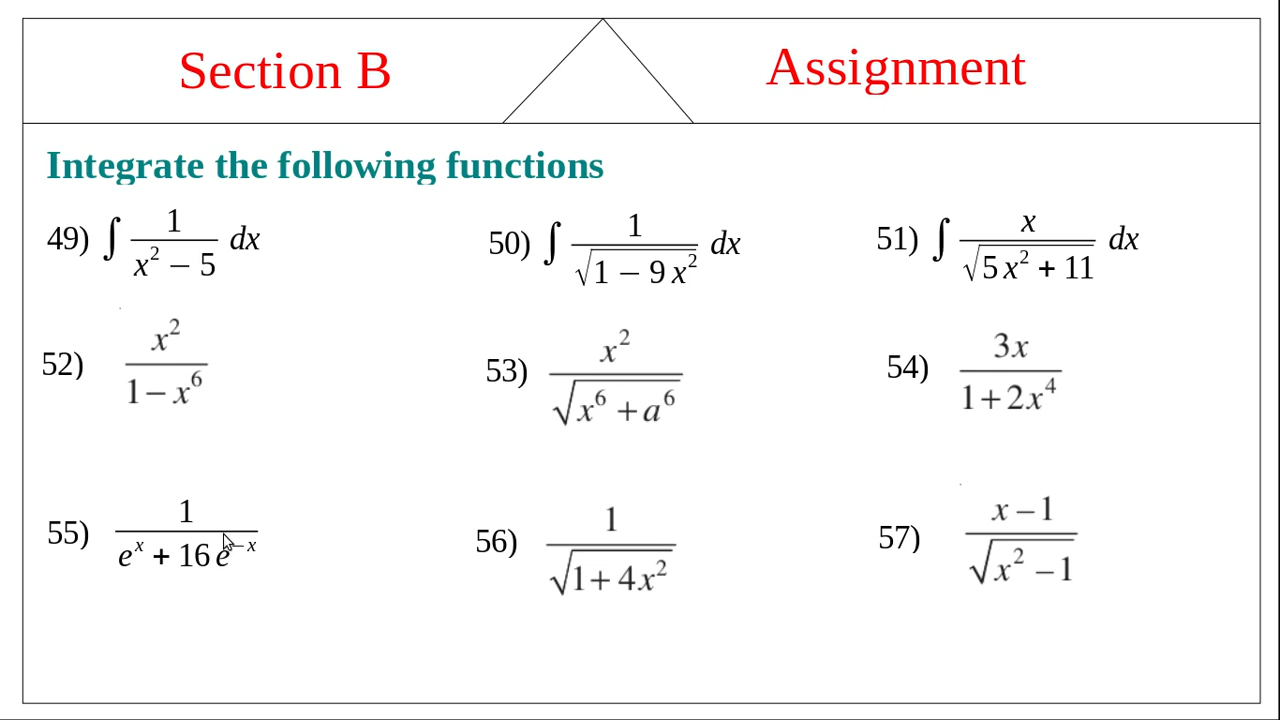 Section B
Assignment
Integrate the following functions
49) ∫ 1/(x² − 5) dx
50) ∫ 1/√(1 − 9x²) dx
51) ∫ x/√(5x² + 11) dx
52) x²/(1 − x⁶)
53) x²/√(x⁶ + a⁶)
54) 3x/(1 + 2x⁴)
55) 1/(eˣ + 16e⁻ˣ)
56) 1/√(1 + 4x²)
57) (x − 1)/√(x² − 1)